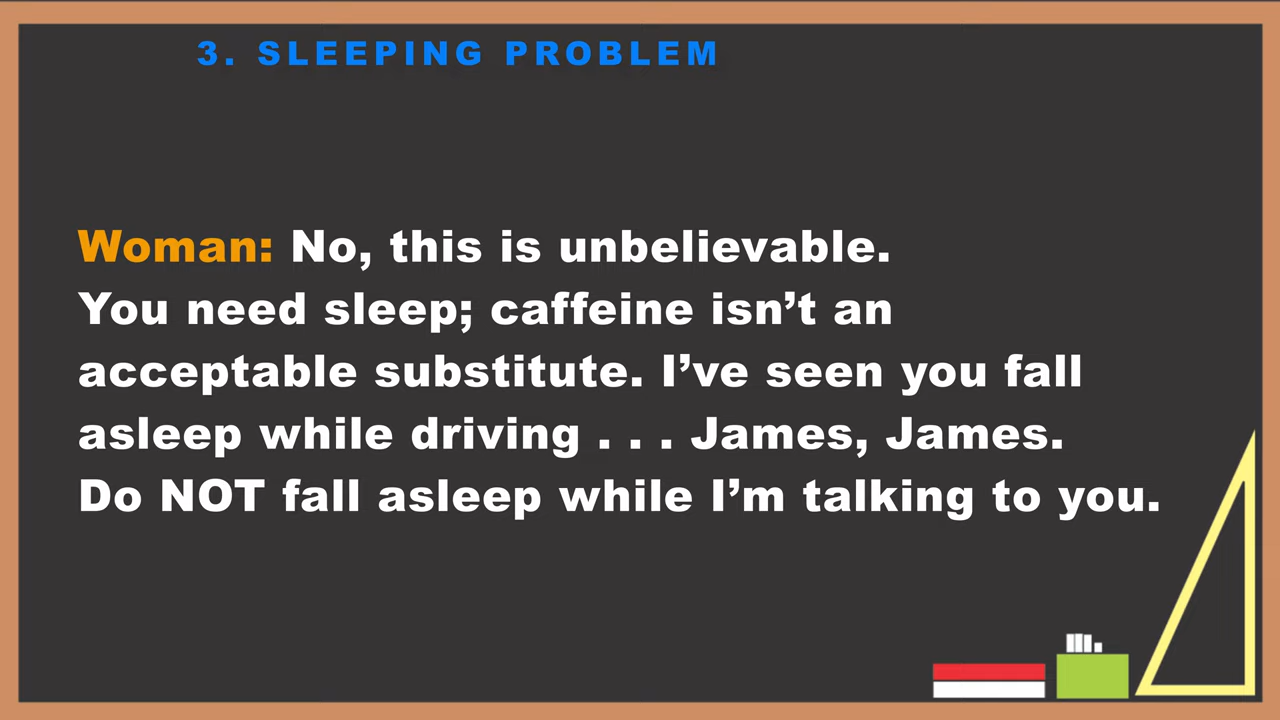 3. SLEEPING PROBLEM
Woman: No, this is unbelievable.
You need sleep; caffeine isn’t an
acceptable substitute. I’ve seen you fall
asleep while driving . . . James, James.
Do NOT fall asleep while I’m talking to you.